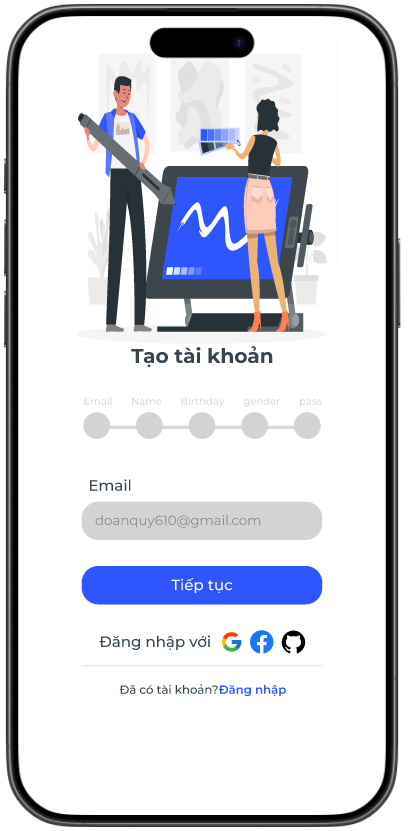 Tạo tài khoản
Email Name Birthday gender pass
Email
doanquy610@gmail.com
Tiếp tục
Đăng nhập với
Đã có tài khoản?Đăng nhập